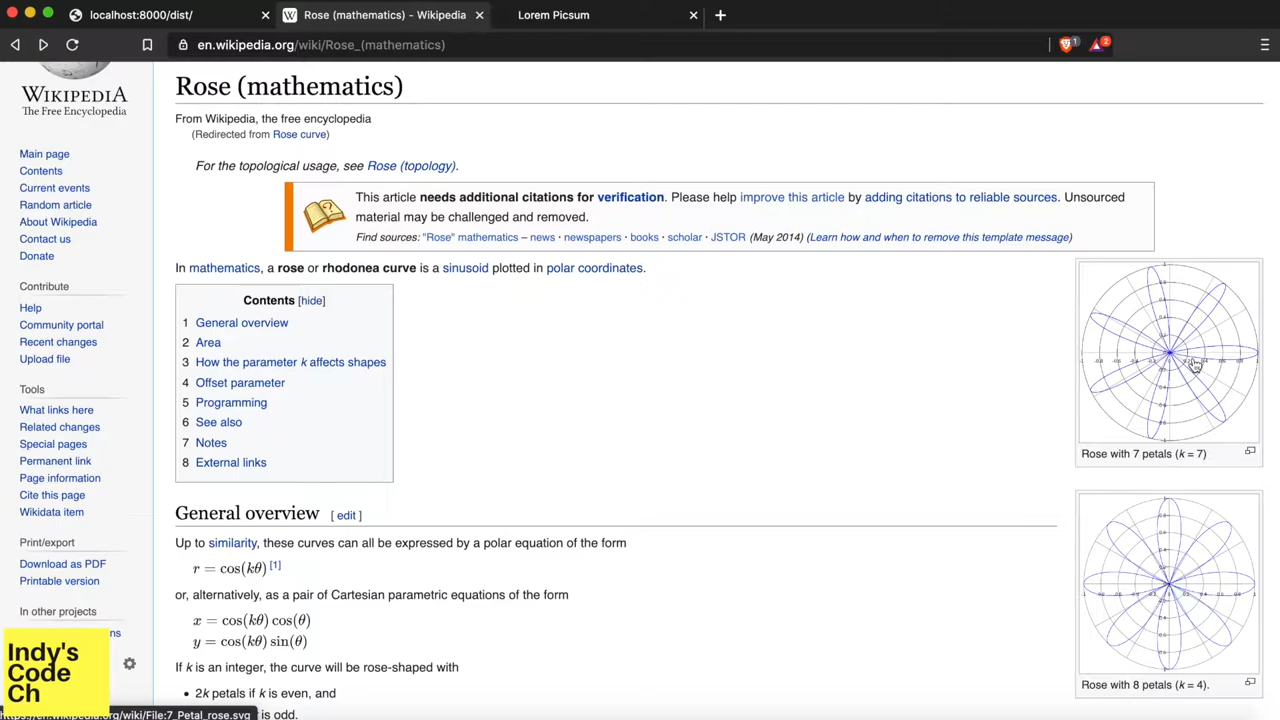 localhost:8000/dist/
Rose (mathematics) - Wikipedia
Lorem Picsum
en.wikipedia.org/wiki/Rose_(mathematics)
1
2
WIKIPEDIA
The Free Encyclopedia
Main page
Contents
Current events
Random article
About Wikipedia
Contact us
Donate
Contribute
Help
Community portal
Recent changes
Upload file
Tools
What links here
Related changes
Special pages
Permanent link
Page information
Cite this page
Wikidata item
Print/export
Download as PDF
Printable version
In other projects
Indy's
Code
Ch
https://en.wikipedia.org/wiki/File:7_Petal_rose.svg
Rose (mathematics)
From Wikipedia, the free encyclopedia
(Redirected from Rose curve)
For the topological usage, see Rose (topology).
This article needs additional citations for verification. Please help improve this article by adding citations to reliable sources. Unsourced
material may be challenged and removed.
Find sources: "Rose" mathematics – news · newspapers · books · scholar · JSTOR (May 2014) (Learn how and when to remove this template message)
In mathematics, a rose or rhodonea curve is a sinusoid plotted in polar coordinates.
Contents [hide]
1 General overview
2 Area
3 How the parameter k affects shapes
4 Offset parameter
5 Programming
6 See also
7 Notes
8 External links
General overview [ edit ]
Up to similarity, these curves can all be expressed by a polar equation of the form
r = cos(kθ) [1]
or, alternatively, as a pair of Cartesian parametric equations of the form
x = cos(kθ) cos(θ)
y = cos(kθ) sin(θ)
If k is an integer, the curve will be rose-shaped with
• 2k petals if k is even, and
is odd.
Rose with 7 petals (k = 7)
Rose with 8 petals (k = 4).